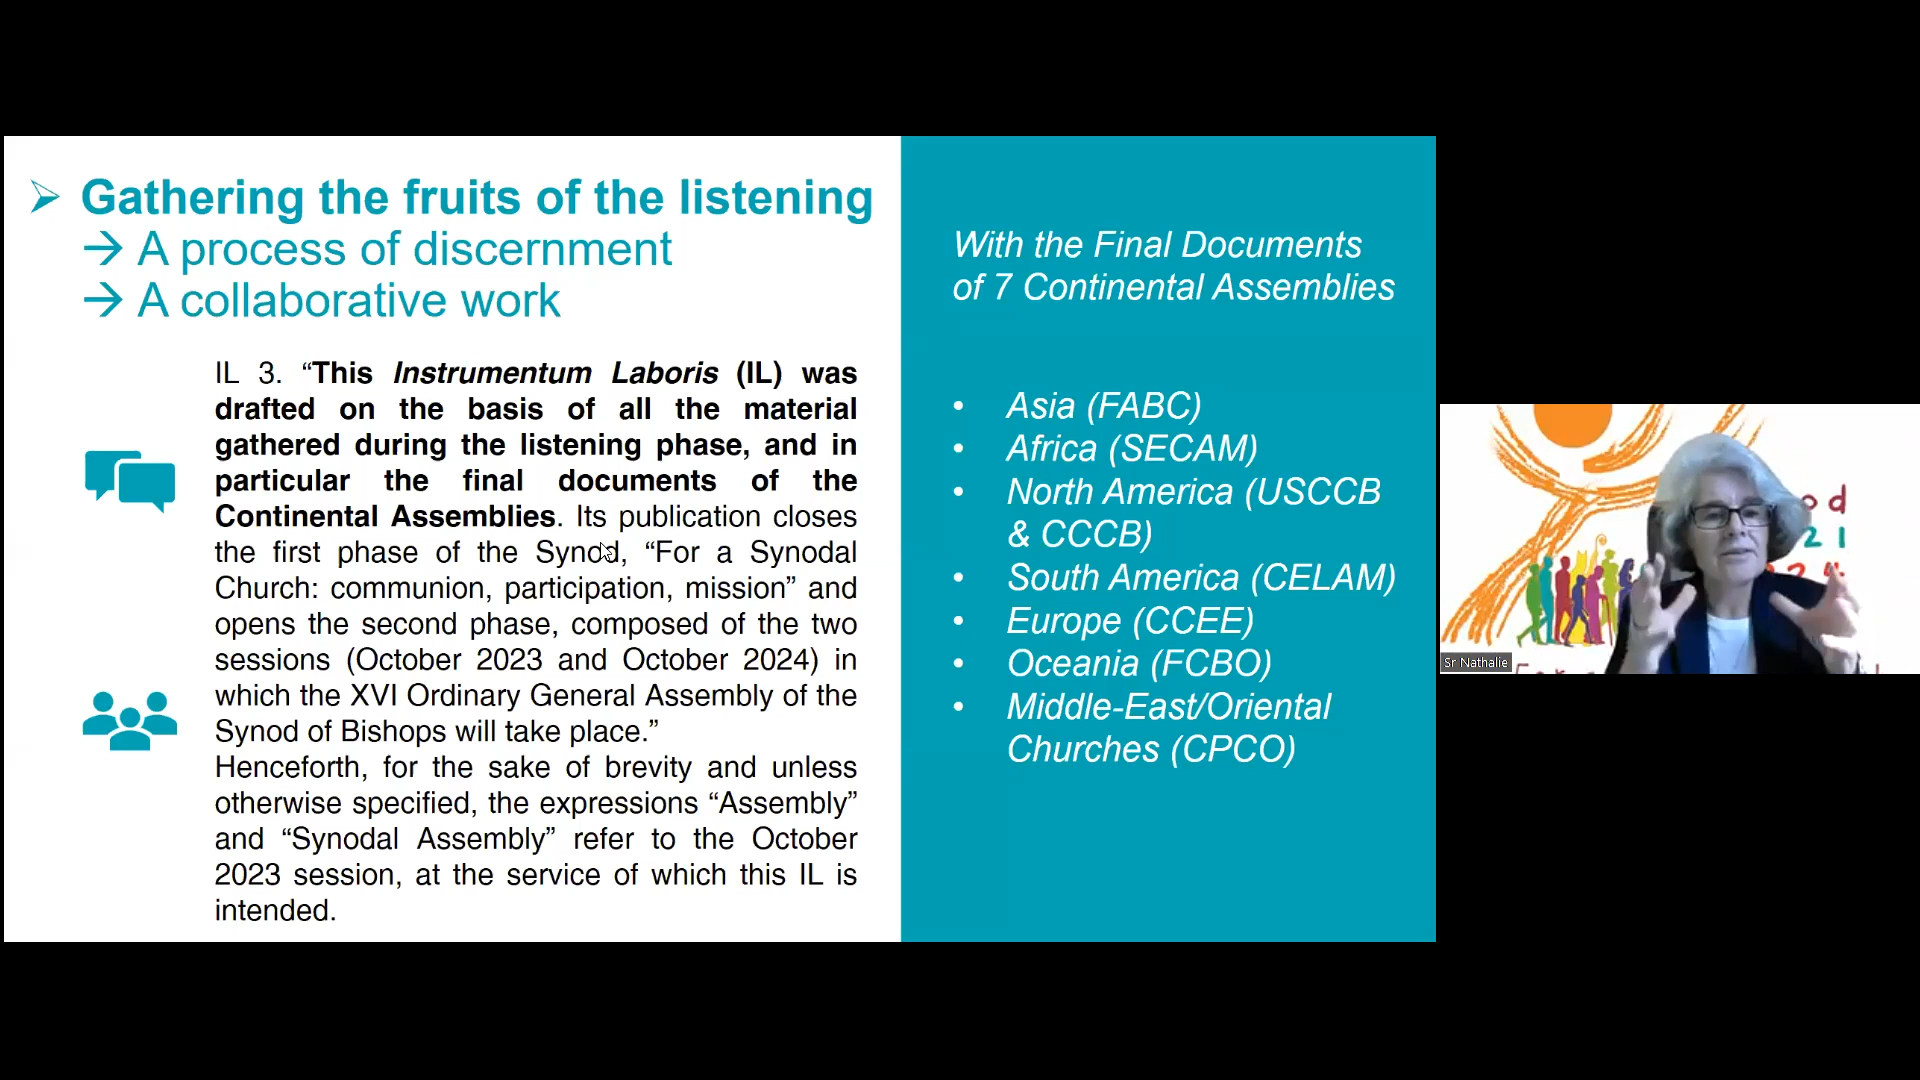 ➢ Gathering the fruits of the listening
→ A process of discernment
→ A collaborative work
IL 3. “This Instrumentum Laboris (IL) was
drafted on the basis of all the material
gathered during the listening phase, and in
particular the final documents of the
Continental Assemblies. Its publication closes
the first phase of the Synod, “For a Synodal
Church: communion, participation, mission” and
opens the second phase, composed of the two
sessions (October 2023 and October 2024) in
which the XVI Ordinary General Assembly of the
Synod of Bishops will take place.”
Henceforth, for the sake of brevity and unless
otherwise specified, the expressions “Assembly”
and “Synodal Assembly” refer to the October
2023 session, at the service of which this IL is
intended.
With the Final Documents
of 7 Continental Assemblies
• Asia (FABC)
• Africa (SECAM)
• North America (USCCB
& CCCB)
• South America (CELAM)
• Europe (CCEE)
• Oceania (FCBO)
• Middle-East/Oriental
Churches (CPCO)
Sr Nathalie